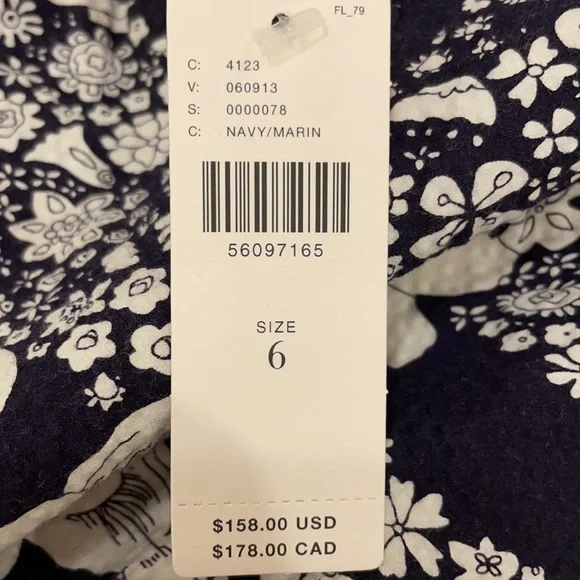 FL_79
C: 4123
V: 060913
S: 0000078
C: NAVY/MARIN
56097165
SIZE
6
$158.00 USD
$178.00 CAD